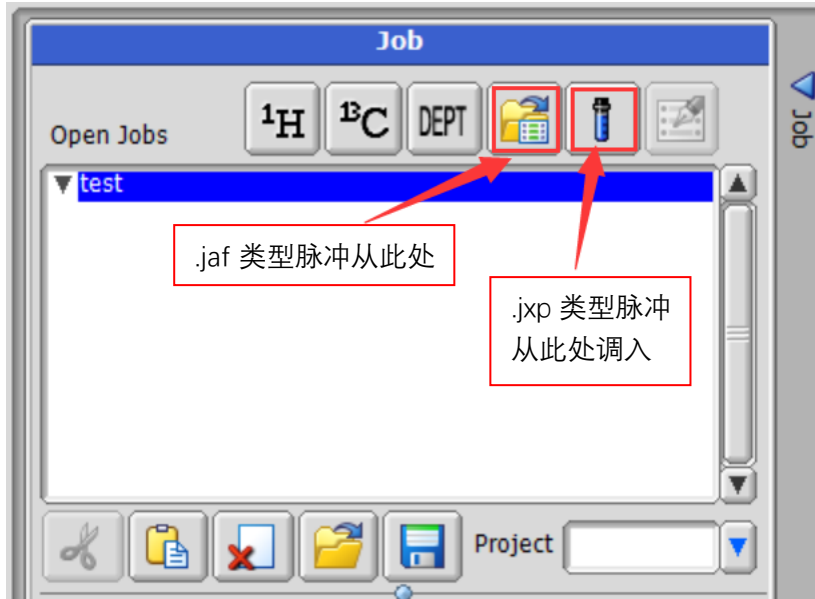 Job
Open Jobs
¹H
¹³C
DEPT
Job
test
.jaf 类型脉冲从此处
.jxp 类型脉冲
从此处调入
Project